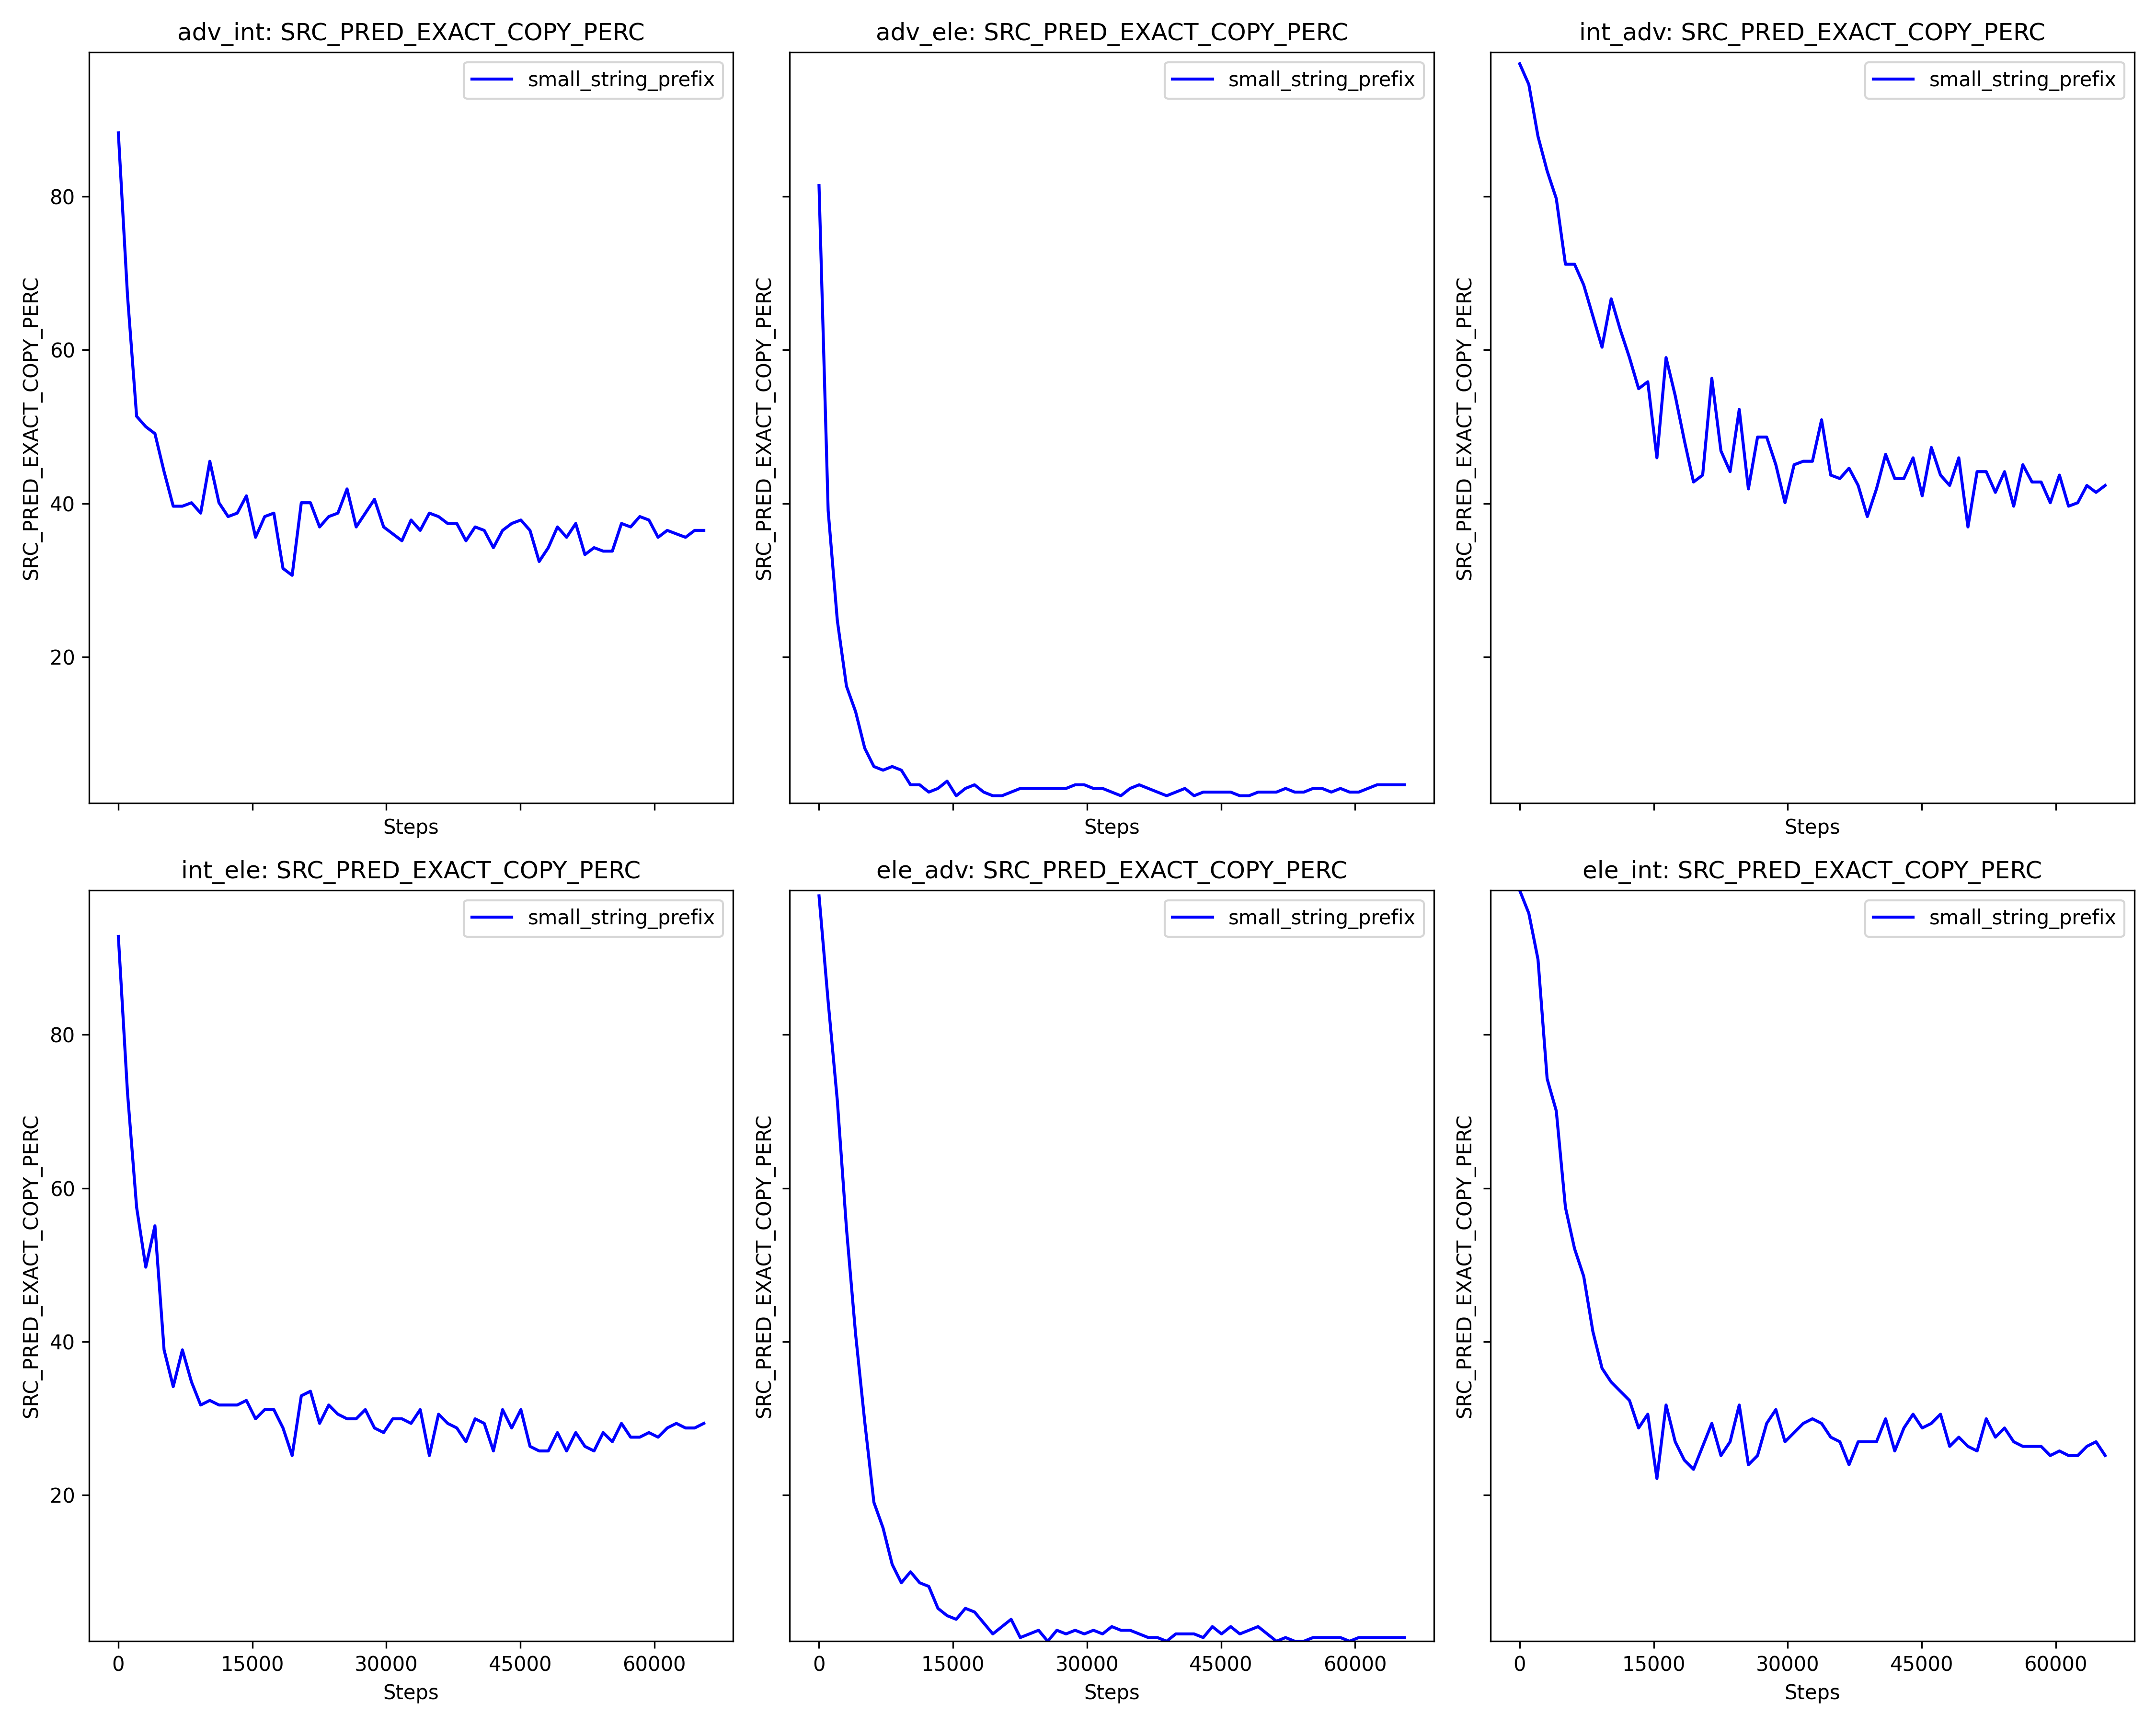 adv_int: SRC_PRED_EXACT_COPY_PERC
adv_ele: SRC_PRED_EXACT_COPY_PERC
int_adv: SRC_PRED_EXACT_COPY_PERC
small_string_prefix
small_string_prefix
small_string_prefix
80
60
40
20
SRC_PRED_EXACT_COPY_PERC
SRC_PRED_EXACT_COPY_PERC
SRC_PRED_EXACT_COPY_PERC
Steps
Steps
Steps
int_ele: SRC_PRED_EXACT_COPY_PERC
ele_adv: SRC_PRED_EXACT_COPY_PERC
ele_int: SRC_PRED_EXACT_COPY_PERC
small_string_prefix
small_string_prefix
small_string_prefix
80
60
40
20
SRC_PRED_EXACT_COPY_PERC
SRC_PRED_EXACT_COPY_PERC
SRC_PRED_EXACT_COPY_PERC
0 15000 30000 45000 60000
0 15000 30000 45000 60000
0 15000 30000 45000 60000
Steps
Steps
Steps